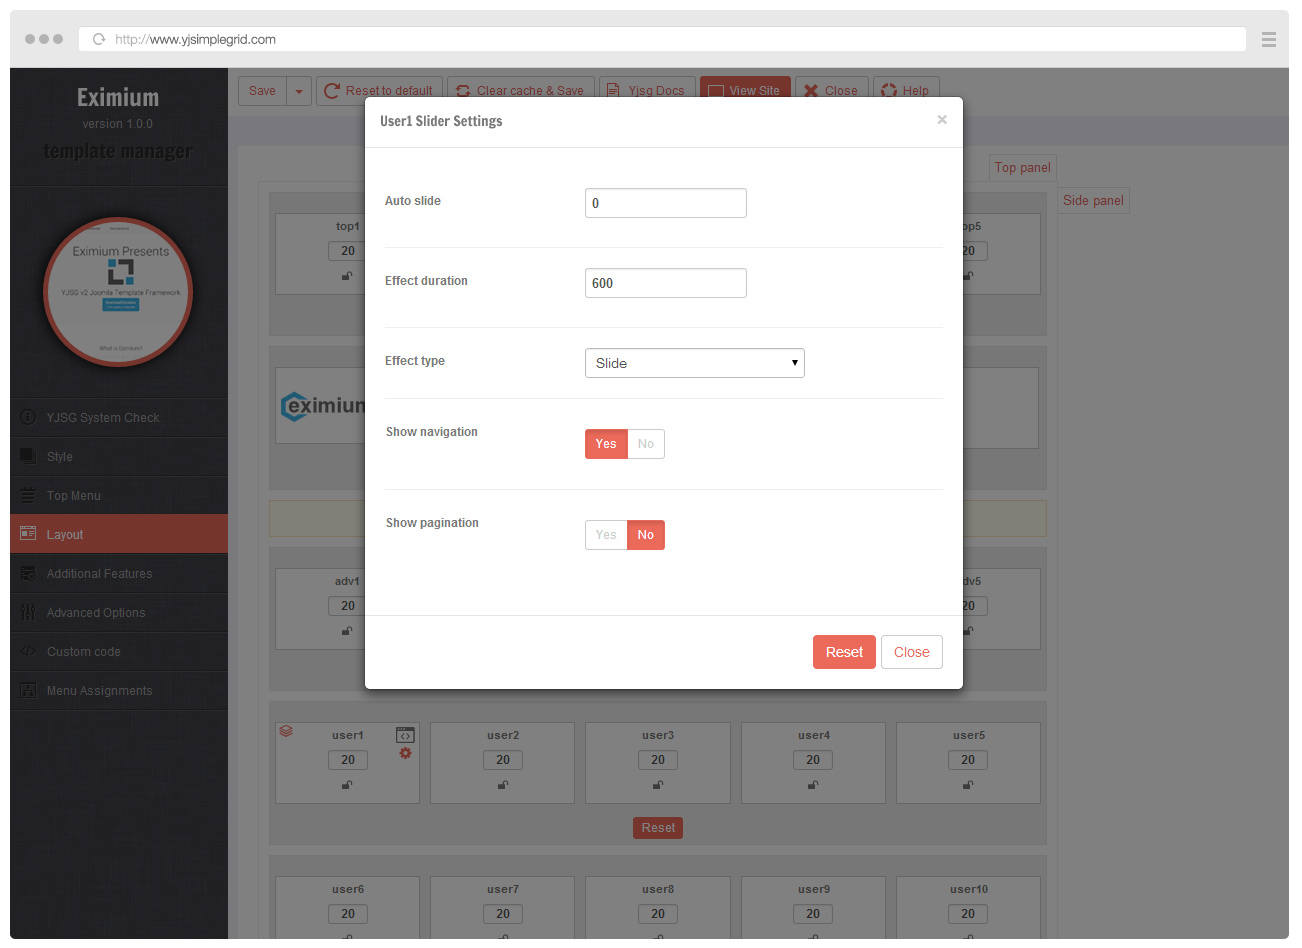 http://www.yjsimplegrid.com
Eximium
version 1.0.0
template manager
Eximium Presents
YJSG v2 Joomla Template Framework
What is Eximium?
YJSG System Check
Style
Top Menu
Layout
Additional Features
Advanced Options
Custom code
Menu Assignments
Save
Reset to default
Clear cache & Save
Yjsg Docs
View Site
Close
Help
Top panel
Side panel
User1 Slider Settings
×
Auto slide
0
Effect duration
600
Effect type
Slide
Show navigation
Yes No
Show pagination
Yes No
Reset Close
top1
20
op5
20
eximium
adv1
20
dv5
20
user1 user2 user3 user4 user5
20 20 20 20 20
Reset
user6 user7 user8 user9 user10
20 20 20 20 20